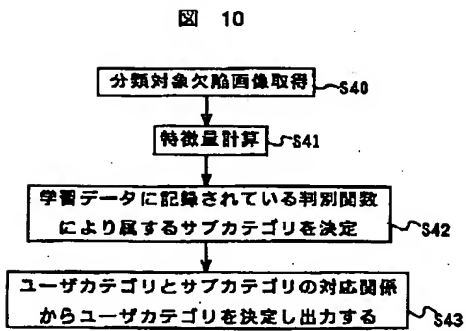 図 10
分類対象欠陥画像取得
S40
特徴量計算
S41
学習データに記録されている判別関数
により属するサブカテゴリを決定
S42
ユーザカテゴリとサブカテゴリの対応関係
からユーザカテゴリを決定し出力する
S43